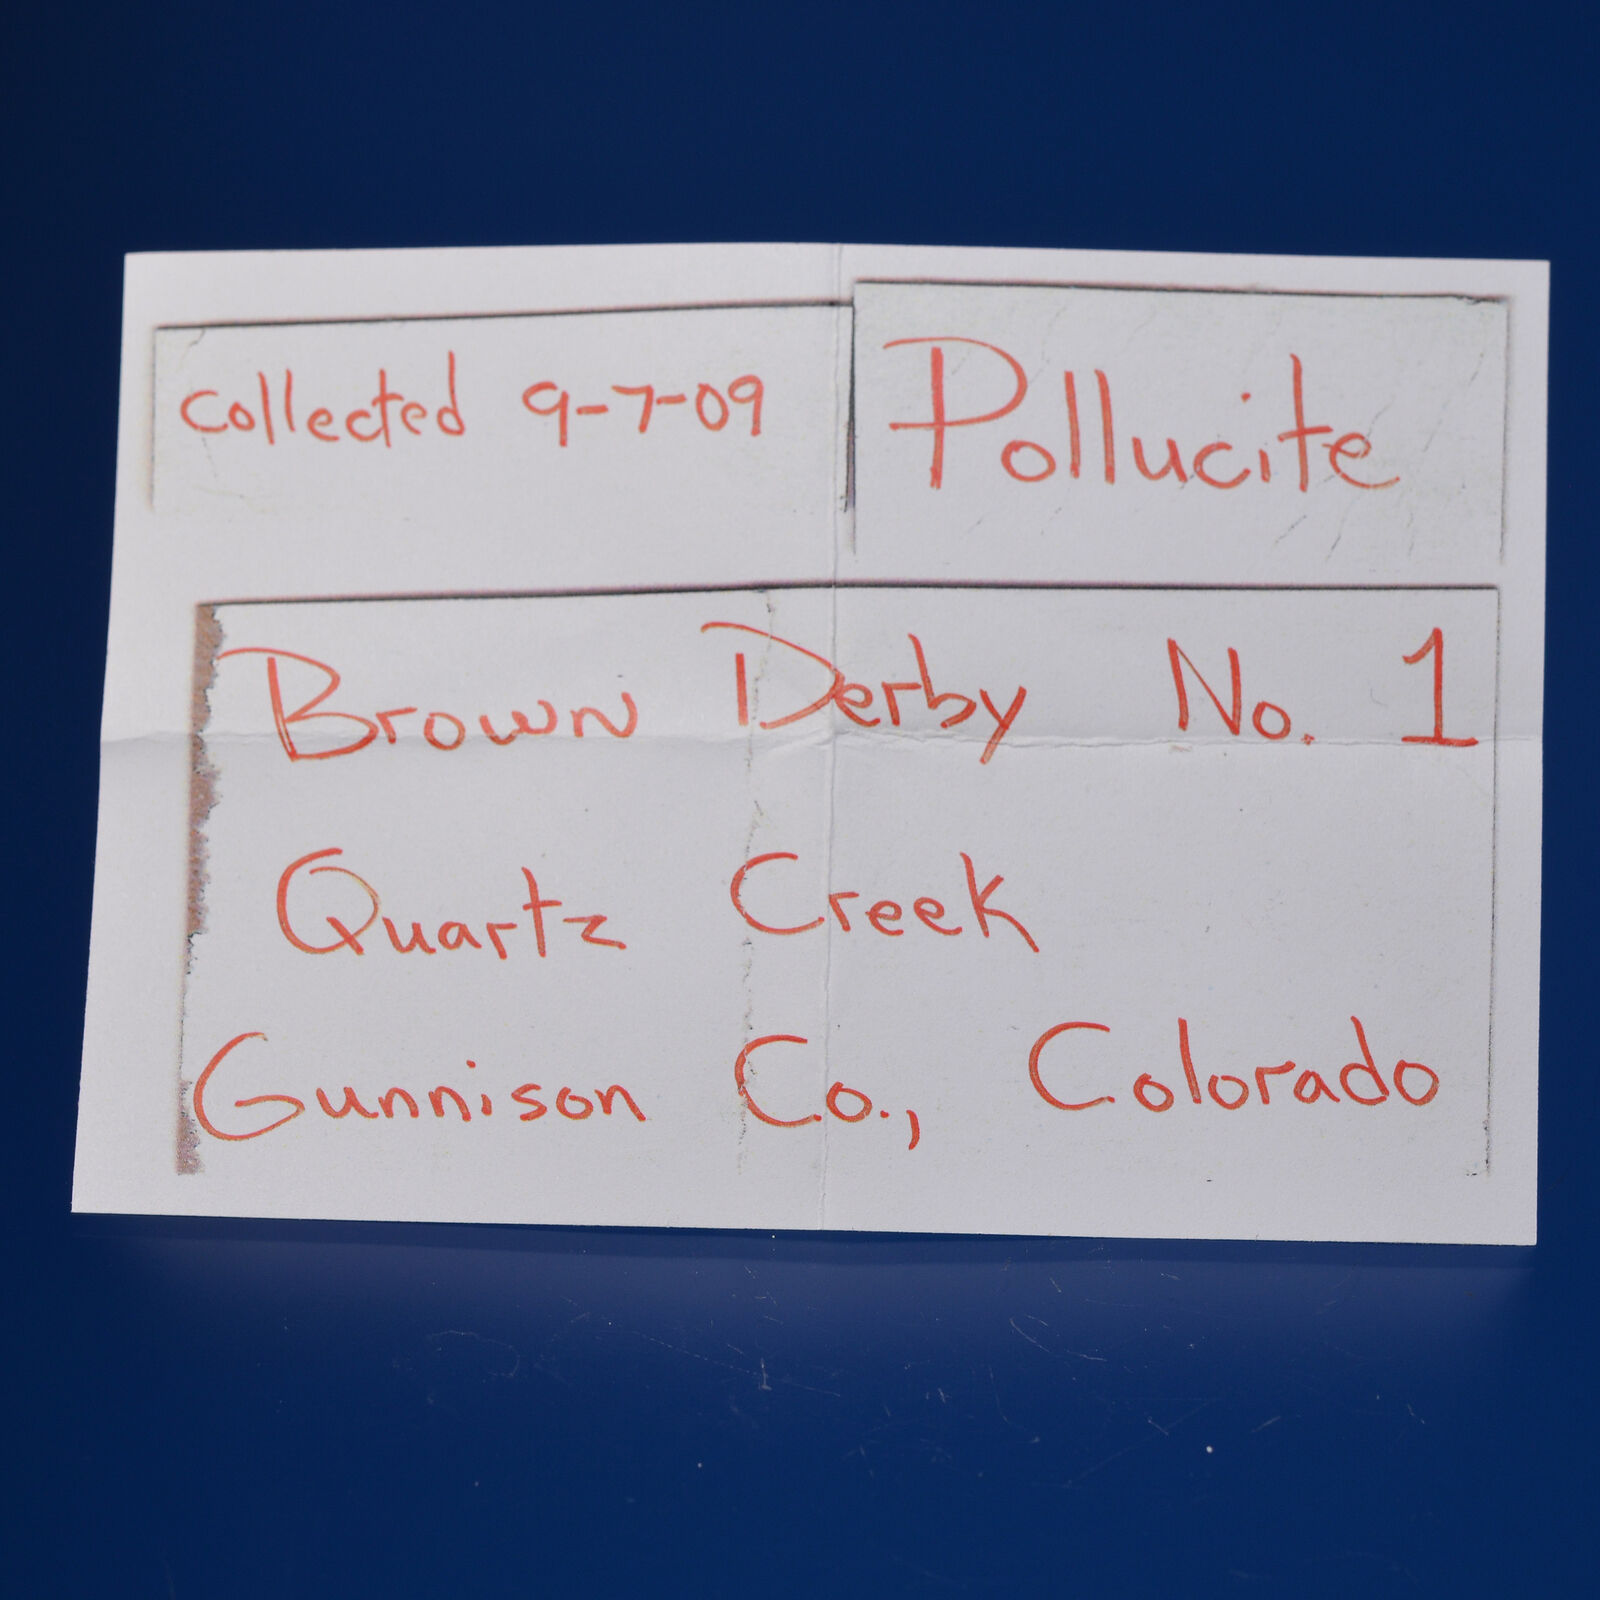 Collected 9-7-09
Pollucite
Brown Derby No. 1
Quartz Creek
Gunnison Co., Colorado